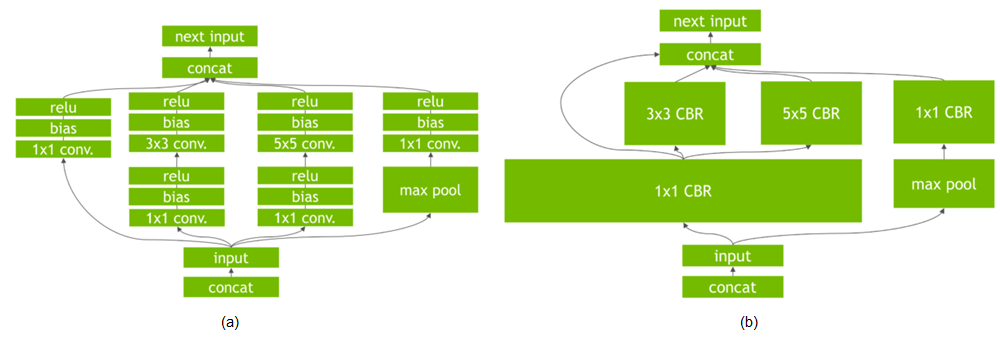 next input
concat
relu
bias
1x1 conv.
relu
bias
3x3 conv.
relu
bias
1x1 conv.
relu
bias
5x5 conv.
relu
bias
1x1 conv.
relu
bias
1x1 conv.
max pool
input
concat
(a)
next input
concat
3x3 CBR
5x5 CBR
1x1 CBR
1x1 CBR
max pool
input
concat
(b)